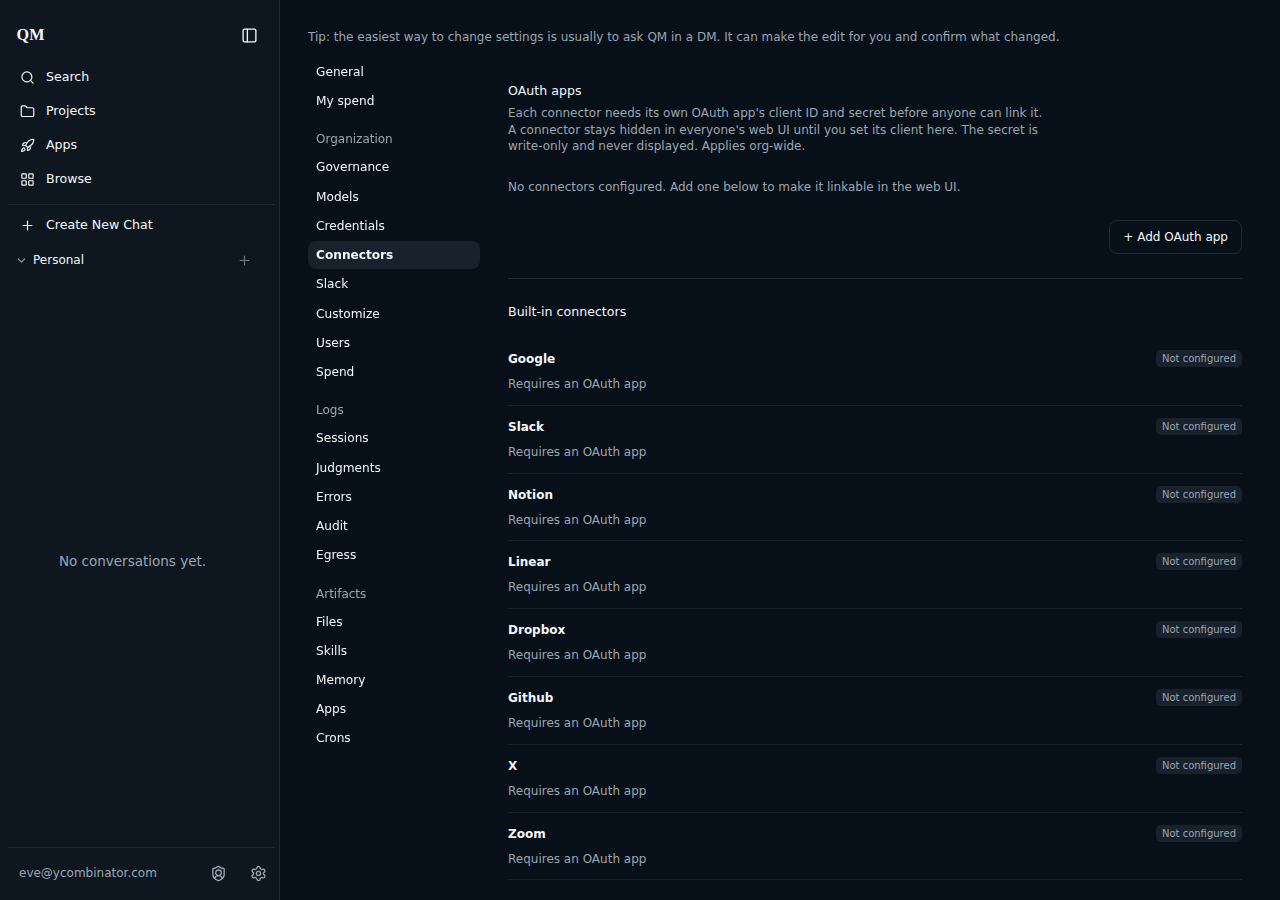 QM
Search
Projects
Apps
Browse
Create New Chat
Personal
No conversations yet.
eve@ycombinator.com
Tip: the easiest way to change settings is usually to ask QM in a DM. It can make the edit for you and confirm what changed.
General
My spend
Organization
Governance
Models
Credentials
Connectors
Slack
Customize
Users
Spend
Logs
Sessions
Judgments
Errors
Audit
Egress
Artifacts
Files
Skills
Memory
Apps
Crons
OAuth apps
Each connector needs its own OAuth app's client ID and secret before anyone can link it.
A connector stays hidden in everyone's web UI until you set its client here. The secret is
write-only and never displayed. Applies org-wide.
No connectors configured. Add one below to make it linkable in the web UI.
+ Add OAuth app
Built-in connectors
Google
Not configured
Requires an OAuth app
Slack
Not configured
Requires an OAuth app
Notion
Not configured
Requires an OAuth app
Linear
Not configured
Requires an OAuth app
Dropbox
Not configured
Requires an OAuth app
Github
Not configured
Requires an OAuth app
X
Not configured
Requires an OAuth app
Zoom
Not configured
Requires an OAuth app